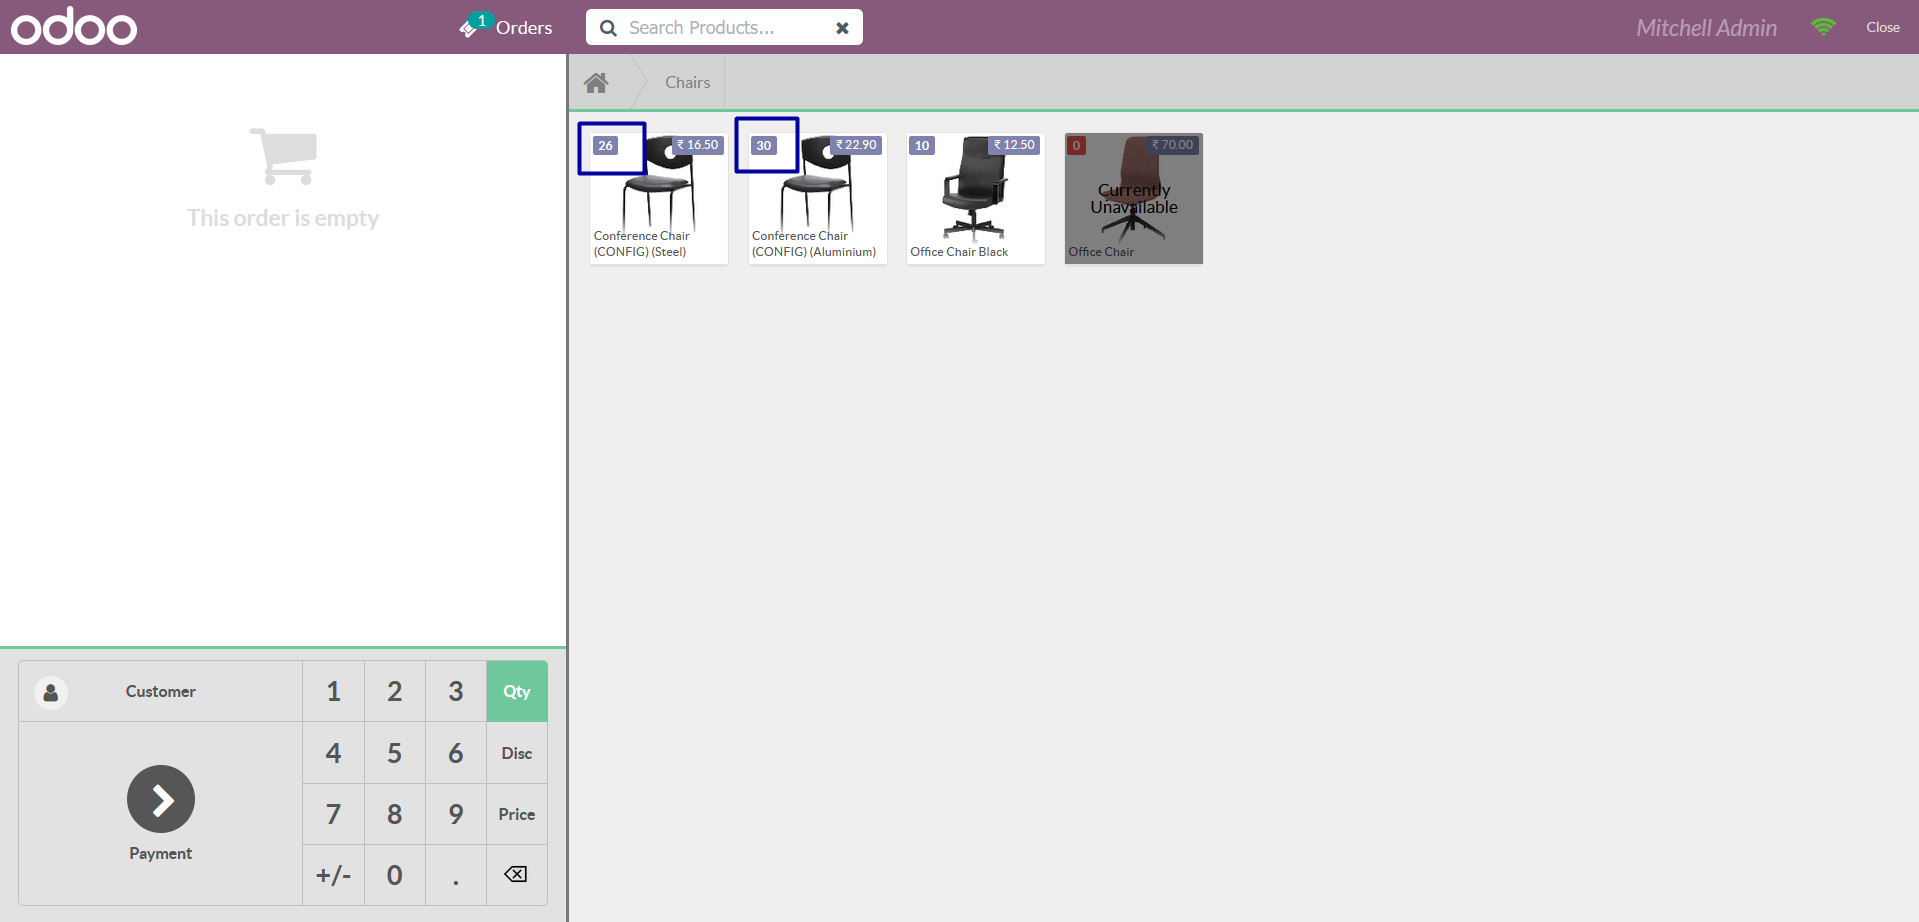 odoo
1
Orders
Search Products...
Mitchell Admin
Close
Chairs
This order is empty
26
₹ 16.50
Conference Chair
(CONFIG) (Steel)
30
₹ 22.90
Conference Chair
(CONFIG) (Aluminium)
10
₹ 12.50
Office Chair Black
0
₹ 70.00
Currently
Unavailable
Office Chair
Customer
Payment
1 2 3 Qty
4 5 6 Disc
7 8 9 Price
+/- 0 .